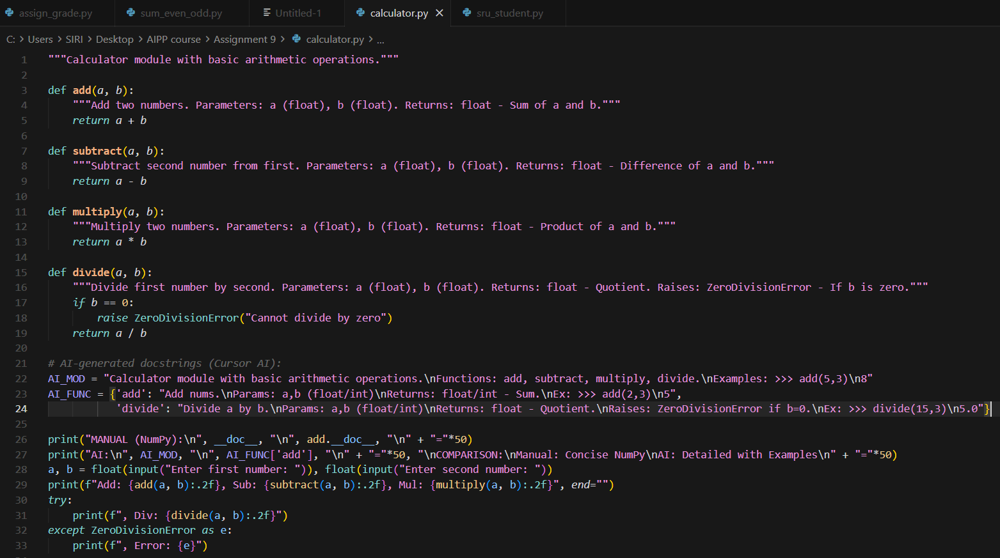 assign_grade.py
sum_even_odd.py
Untitled-1
calculator.py
sru_student.py
C: > Users > SIRI > Desktop > AIPP course > Assignment 9 > calculator.py > ...
1 """Calculator module with basic arithmetic operations."""
2
3 def add(a, b):
4     """Add two numbers. Parameters: a (float), b (float). Returns: float - Sum of a and b."""
5     return a + b
6
7 def subtract(a, b):
8     """Subtract second number from first. Parameters: a (float), b (float). Returns: float - Difference of a and b."""
9     return a - b
10
11 def multiply(a, b):
12     """Multiply two numbers. Parameters: a (float), b (float). Returns: float - Product of a and b."""
13     return a * b
14
15 def divide(a, b):
16     """Divide first number by second. Parameters: a (float), b (float). Returns: float - Quotient. Raises: ZeroDivisionError - If b is zero."""
17     if b == 0:
18         raise ZeroDivisionError("Cannot divide by zero")
19     return a / b
20
21 # AI-generated docstrings (Cursor AI):
22 AI_MOD = "Calculator module with basic arithmetic operations.\nFunctions: add, subtract, multiply, divide.\nExamples: >>> add(5,3)\n8"
23 AI_FUNC = {'add': "Add nums.\nParams: a,b (float/int)\nReturns: float/int - Sum.\nEx: >>> add(2,3)\n5",
24            'divide': "Divide a by b.\nParams: a,b (float/int)\nReturns: float - Quotient.\nRaises: ZeroDivisionError if b=0.\nEx: >>> divide(15,3)\n5.0"}
25
26 print("MANUAL (NumPy):\n", __doc__, "\n", add.__doc__, "\n" + "="*50)
27 print("AI:\n", AI_MOD, "\n", AI_FUNC['add'], "\n" + "="*50, "\nCOMPARISON:\nManual: Concise NumPy\nAI: Detailed with Examples\n" + "="*50)
28 a, b = float(input("Enter first number: ")), float(input("Enter second number: "))
29 print(f"Add: {add(a, b):.2f}, Sub: {subtract(a, b):.2f}, Mul: {multiply(a, b):.2f}", end="")
30 try:
31     print(f", Div: {divide(a, b):.2f}")
32 except ZeroDivisionError as e:
33     print(f", Error: {e}")